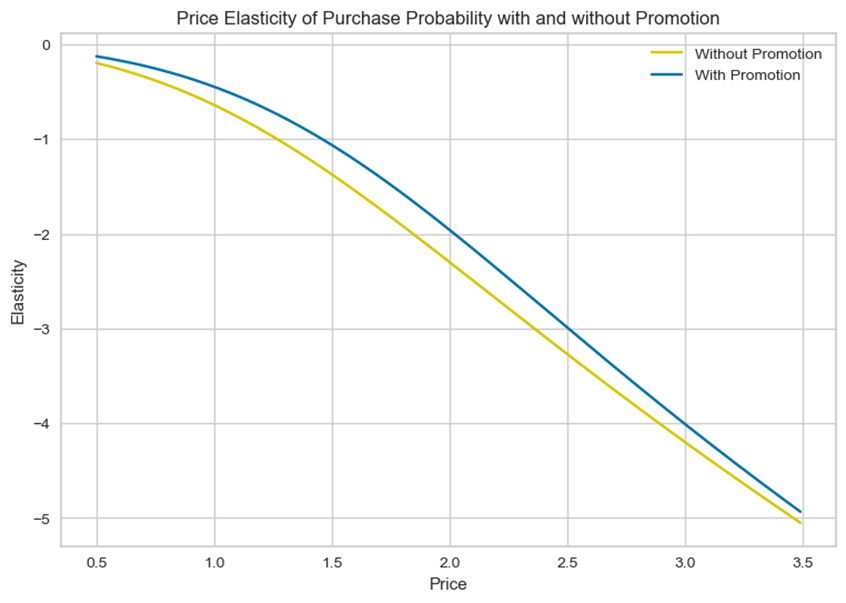 Price Elasticity of Purchase Probability with and without Promotion
Without Promotion
With Promotion
0
−1
−2
−3
−4
−5
Elasticity
0.5 1.0 1.5 2.0 2.5 3.0 3.5
Price